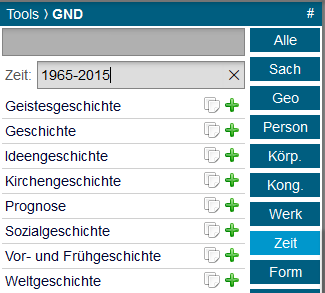 Tools ⟩ GND #
Alle
Zeit: 1965-2015
Sach
Geistesgeschichte
Geo
Geschichte
Person
Ideengeschichte
Körp.
Kirchengeschichte
Kong.
Prognose
Werk
Sozialgeschichte
Zeit
Vor- und Frühgeschichte
Form
Weltgeschichte